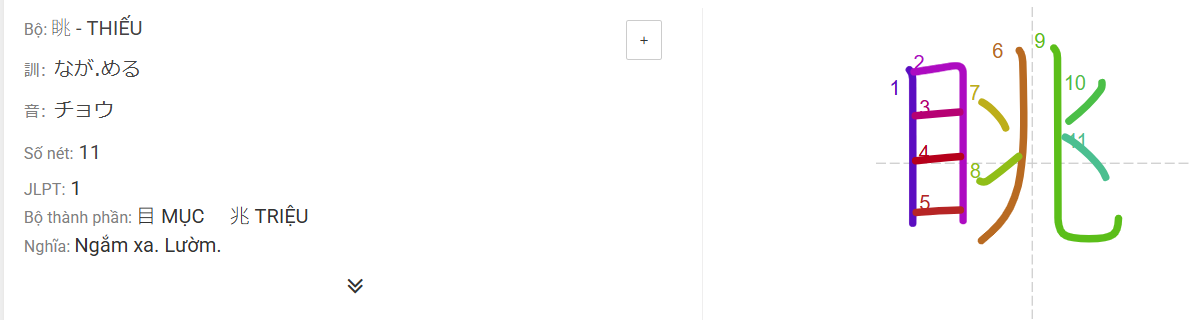 Bộ: 眺 - THIẾU
+
訓: なが.める
音: チョウ
Số nét: 11
JLPT: 1
Bộ thành phần: 目 MỤC 兆 TRIỆU
Nghĩa: Ngắm xa. Lườm.
目兆
1
2
3
4
5
6
7
8
9
10
11